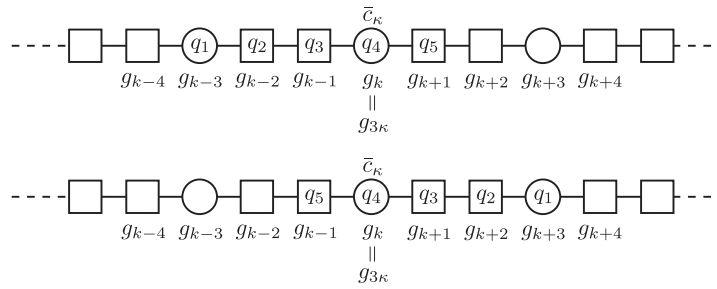 c̄_κ
q₁ q₂ q₃ q₄ q₅
g_{k−4} g_{k−3} g_{k−2} g_{k−1} g_k g_{k+1} g_{k+2} g_{k+3} g_{k+4}
=
g_{3κ}
c̄_κ
q₅ q₄ q₃ q₂ q₁
g_{k−4} g_{k−3} g_{k−2} g_{k−1} g_k g_{k+1} g_{k+2} g_{k+3} g_{k+4}
=
g_{3κ}